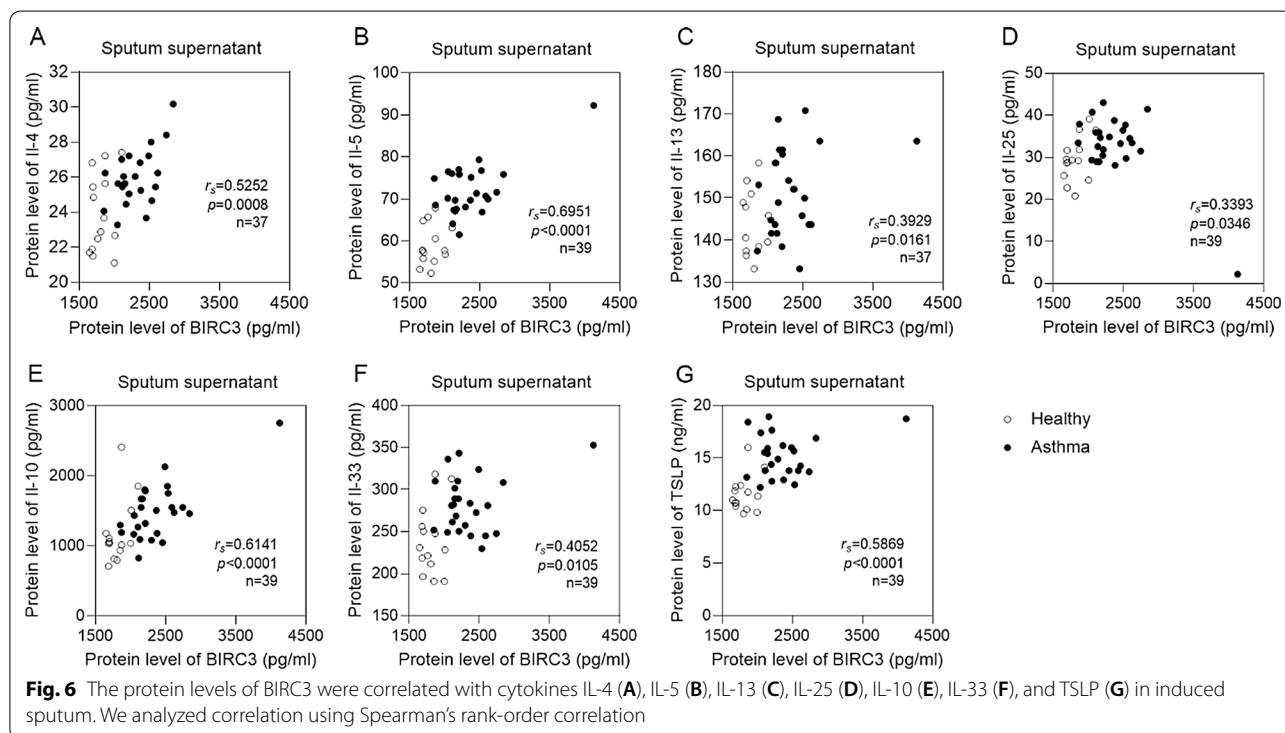 A
Sputum supernatant
Protein level of Il-4 (pg/ml)
32
30
28
26
24
22
20
rs=0.5252
p=0.0008
n=37
1500 2500 3500 4500
Protein level of BIRC3 (pg/ml)
B
Sputum supernatant
Protein level of Il-5 (pg/ml)
100
90
80
70
60
50
rs=0.6951
p<0.0001
n=39
1500 2500 3500 4500
Protein level of BIRC3 (pg/ml)
C
Sputum supernatant
Protein level of Il-13 (pg/ml)
180
170
160
150
140
130
rs=0.3929
p=0.0161
n=37
1500 2500 3500 4500
Protein level of BIRC3 (pg/ml)
D
Sputum supernatant
Protein level of Il-25 (pg/ml)
50
40
30
20
10
0
rs=0.3393
p=0.0346
n=39
1500 2500 3500 4500
Protein level of BIRC3 (pg/ml)
E
Sputum supernatant
Protein level of Il-10 (pg/ml)
3000
2000
1000
0
rs=0.6141
p<0.0001
n=39
1500 2500 3500 4500
Protein level of BIRC3 (pg/ml)
F
Sputum supernatant
Protein level of Il-33 (pg/ml)
400
350
300
250
200
150
rs=0.4052
p=0.0105
n=39
1500 2500 3500 4500
Protein level of BIRC3 (pg/ml)
G
Sputum supernatant
Protein level of TSLP (ng/ml)
20
15
10
5
0
rs=0.5869
p<0.0001
n=39
1500 2500 3500 4500
Protein level of BIRC3 (pg/ml)
Healthy
Asthma
Fig. 6 The protein levels of BIRC3 were correlated with cytokines IL-4 (A), IL-5 (B), IL-13 (C), IL-25 (D), IL-10 (E), IL-33 (F), and TSLP (G) in induced
sputum. We analyzed correlation using Spearman's rank-order correlation